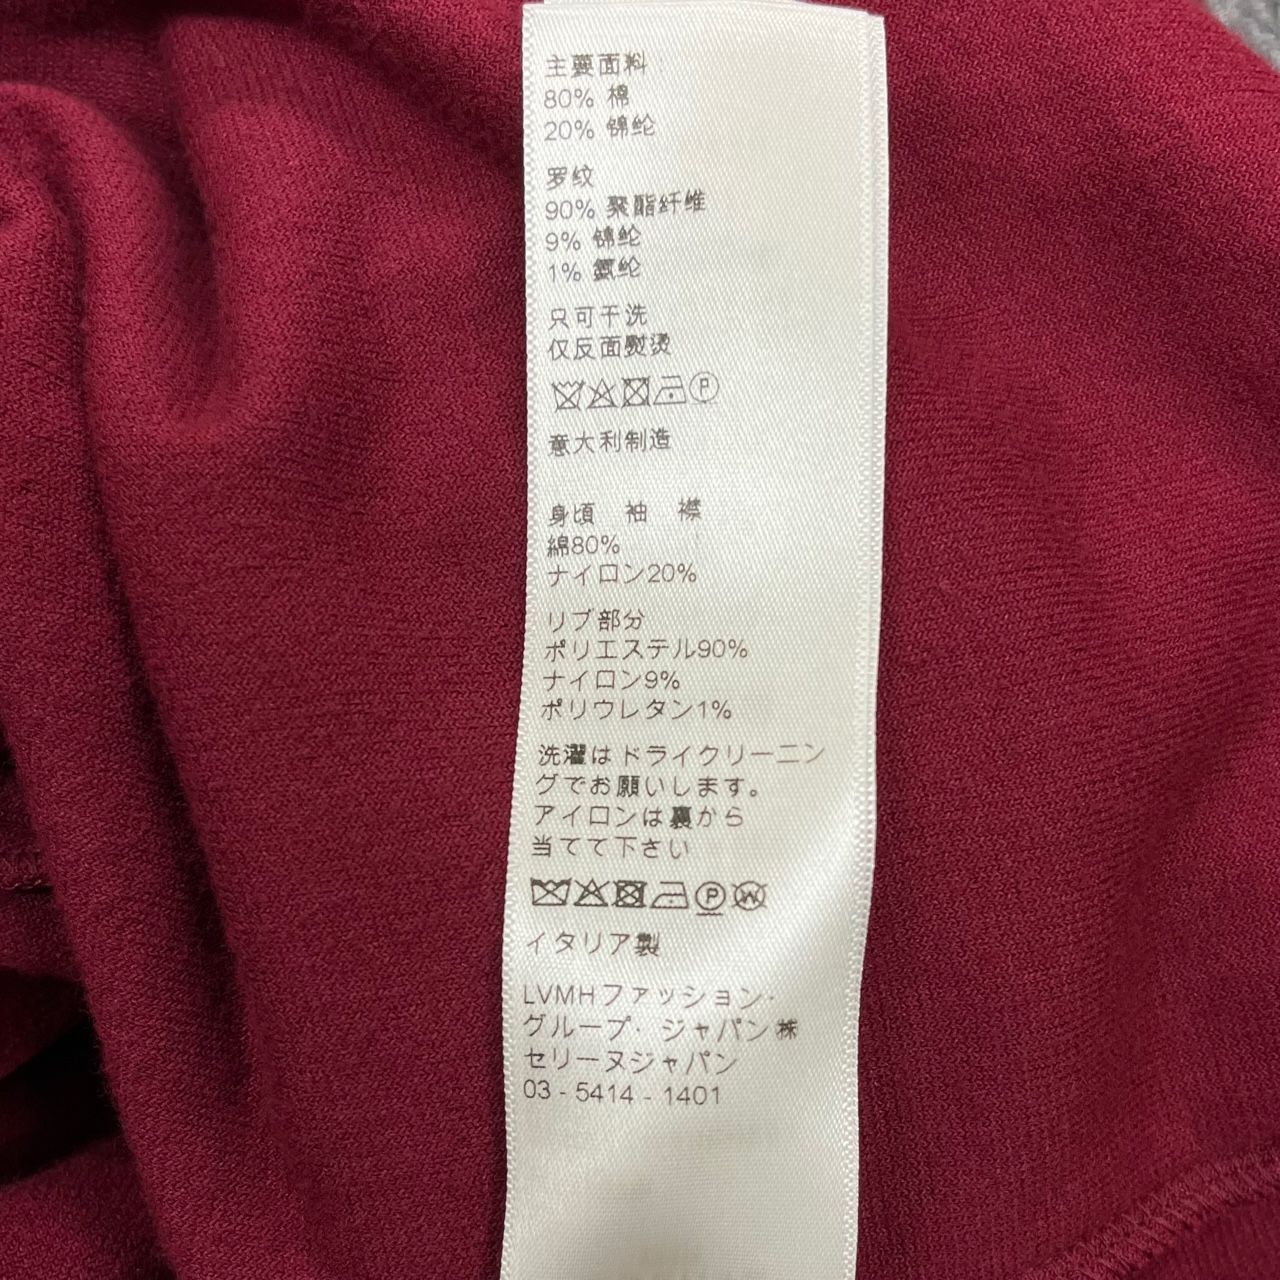 主要面料
80% 棉
20% 锦纶
罗纹
90% 聚酯纤维
9% 锦纶
1% 氨纶
只可干洗
仅反面熨烫
P
意大利制造
身頃 袖 襟
綿80%
ナイロン20%
リブ部分
ポリエステル90%
ナイロン9%
ポリウレタン1%
洗濯はドライクリーニン
グでお願いします。
アイロンは裏から
当てて下さい
P W
イタリア製
LVMHファッション・
グループ・ジャパン㈱
セリーヌジャパン
03 - 5414 - 1401